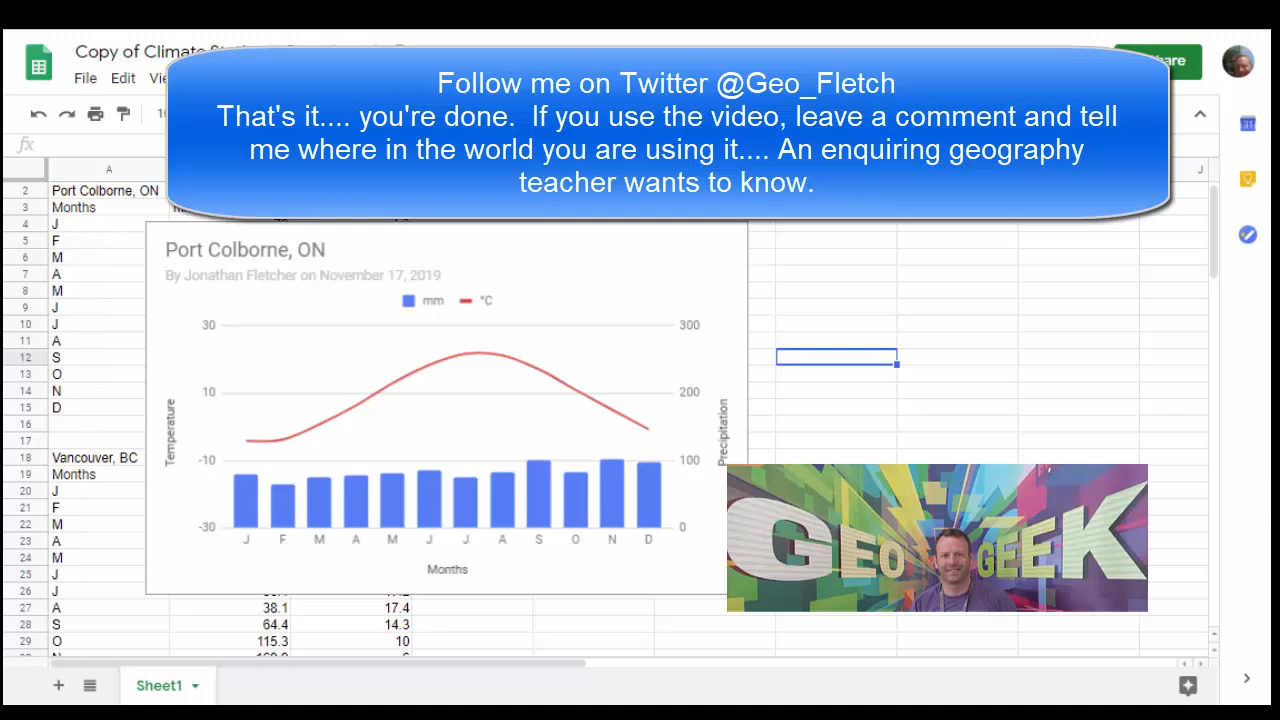 Copy of Climate
Share
File Edit
Follow me on Twitter @Geo_Fletch
That's it.... you're done. If you use the video, leave a comment and tell
me where in the world you are using it.... An enquiring geography
teacher wants to know.
fx
A
J
2 Port Colborne, ON
3 Months
4 J
5 F
6 M
7 A
8 M
9 J
10 J
11 A
12 S
13 O
14 N
15 D
16
17
18 Vancouver, BC
19 Months
20 J
21 F
22 M
23 A
24 M
25 J
26 J
27 A 38.1 17.4
28 S 64.4 14.3
29 O 115.3 10
Port Colborne, ON
By Jonathan Fletcher on November 17, 2019
mm °C
30 300
10 200
-10 100
-30 0
Temperature
Precipitation
J F M A M J J A S O N D
Months
GEO GEEK
31
Sheet1